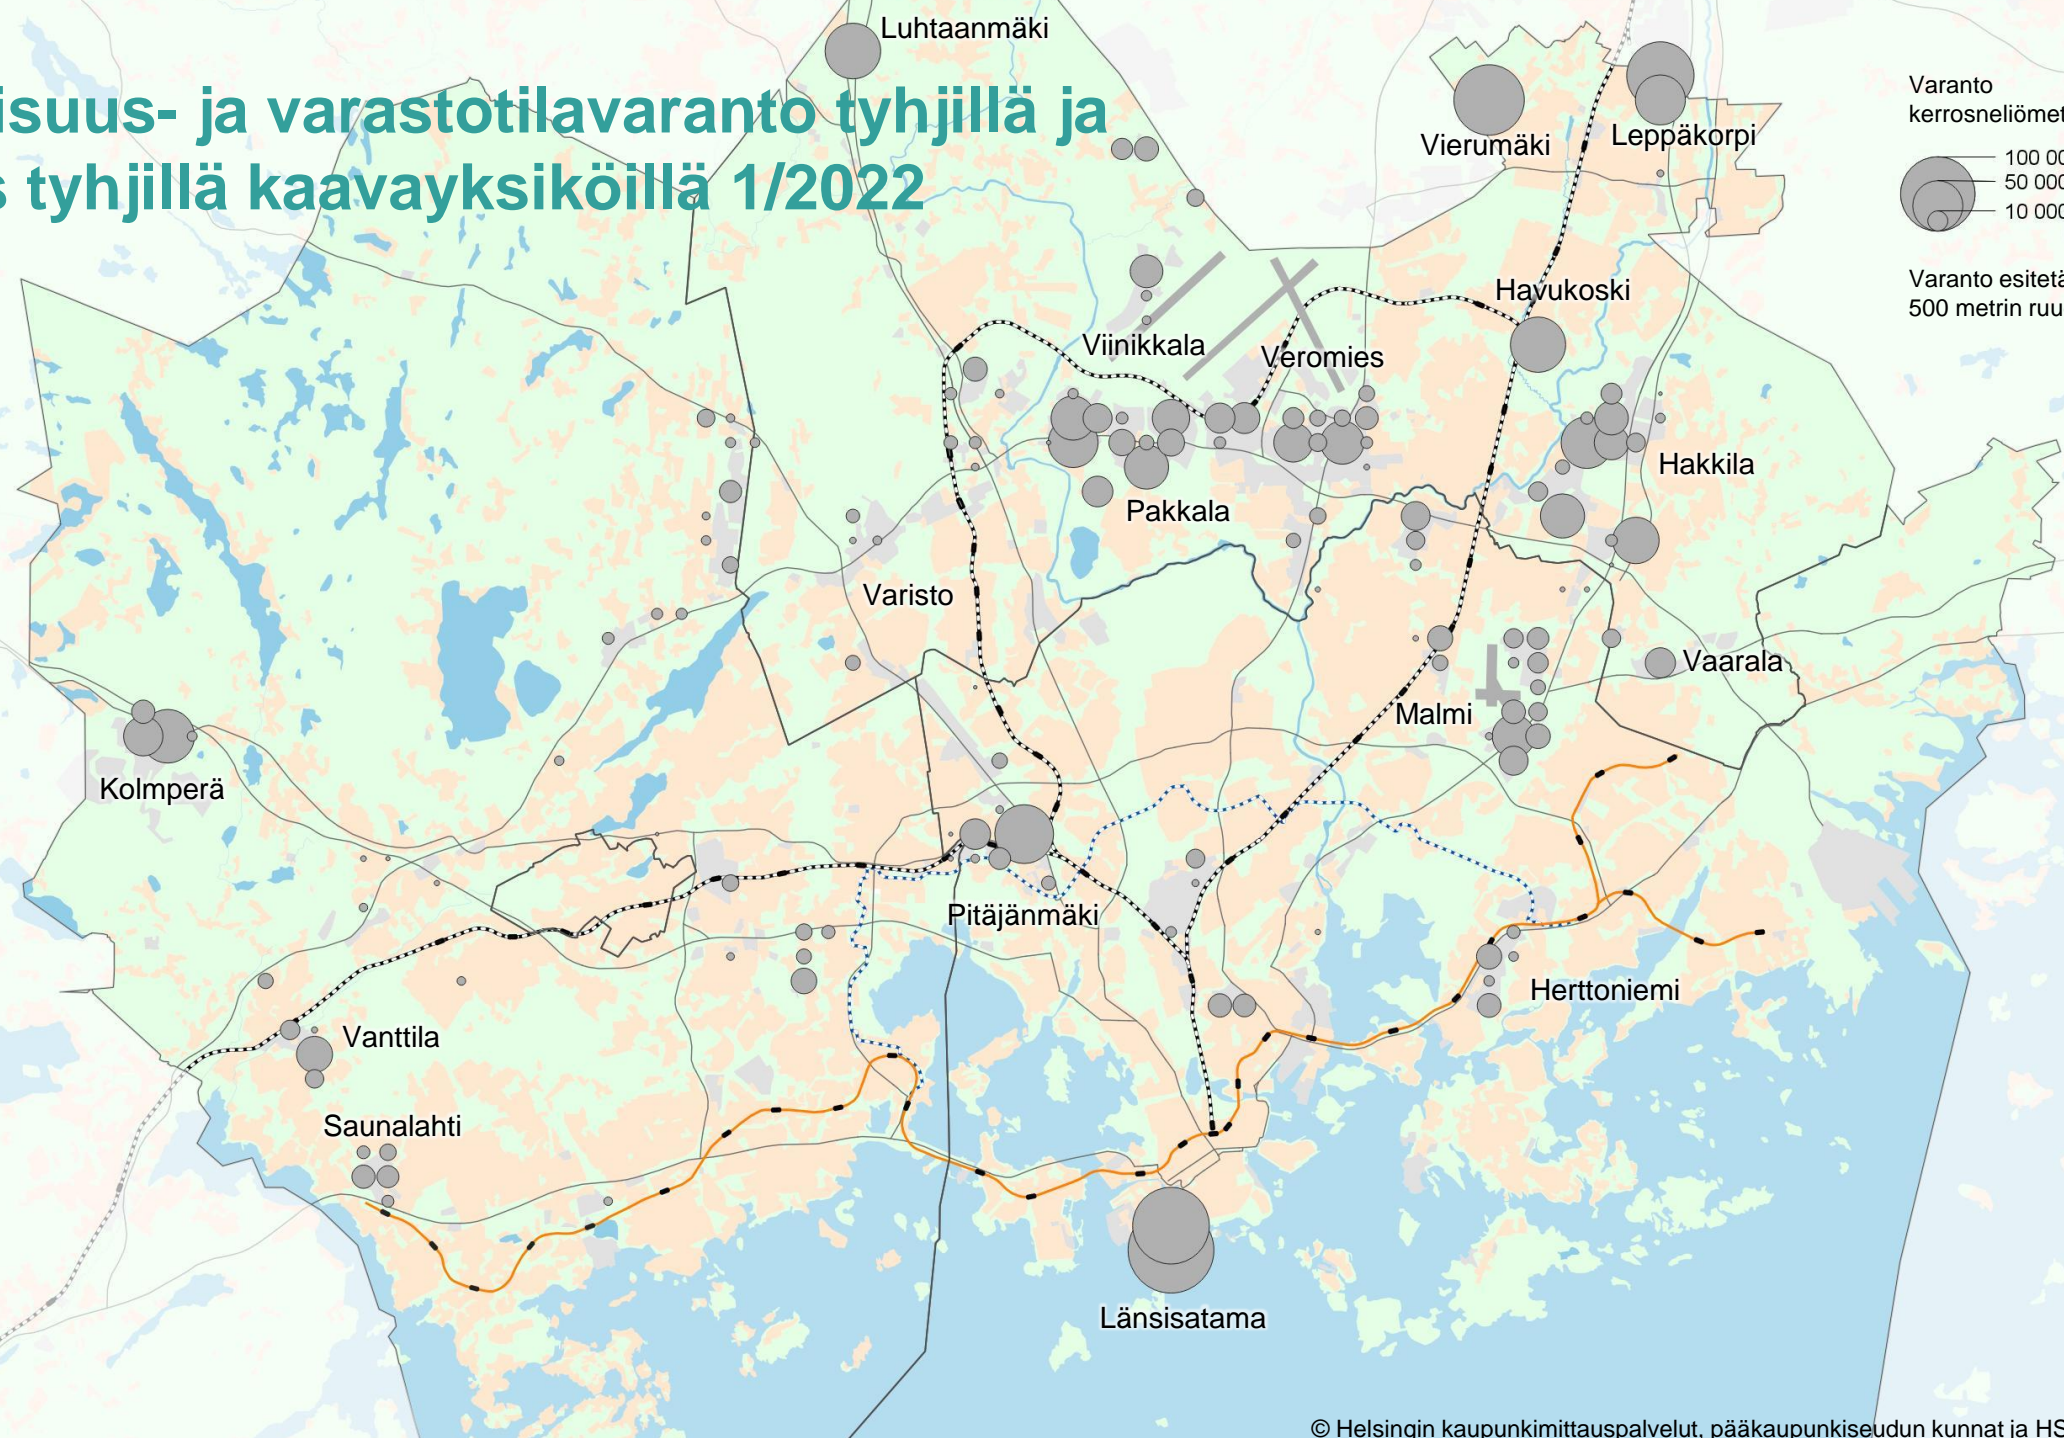 Luhtaanmäki
isuus- ja varastotilavaranto tyhjillä ja
s tyhjillä kaavayksiköillä 1/2022
Varanto
kerrosneliömet
100 00
50 000
10 000
Varanto esitetä
500 metrin ruu
Vierumäki
Leppäkorpi
Havukoski
Viinikkala
Veromies
Hakkila
Pakkala
Varisto
Vaarala
Malmi
Kolmperä
Pitäjänmäki
Herttoniemi
Vanttila
Saunalahti
Länsisatama
© Helsingin kaupunkimittauspalvelut, pääkaupunkiseudun kunnat ja HS